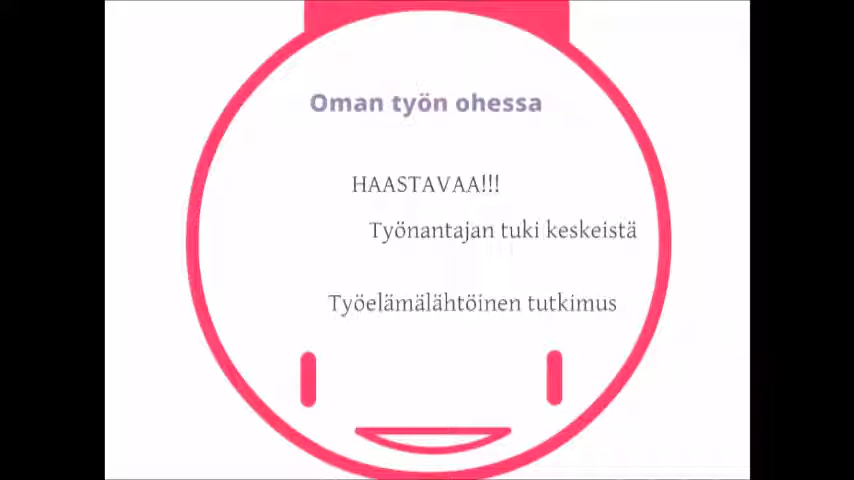 Oman työn ohessa
HAASTAVAA!!!
Työnantajan tuki keskeistä
Työelämälähtöinen tutkimus